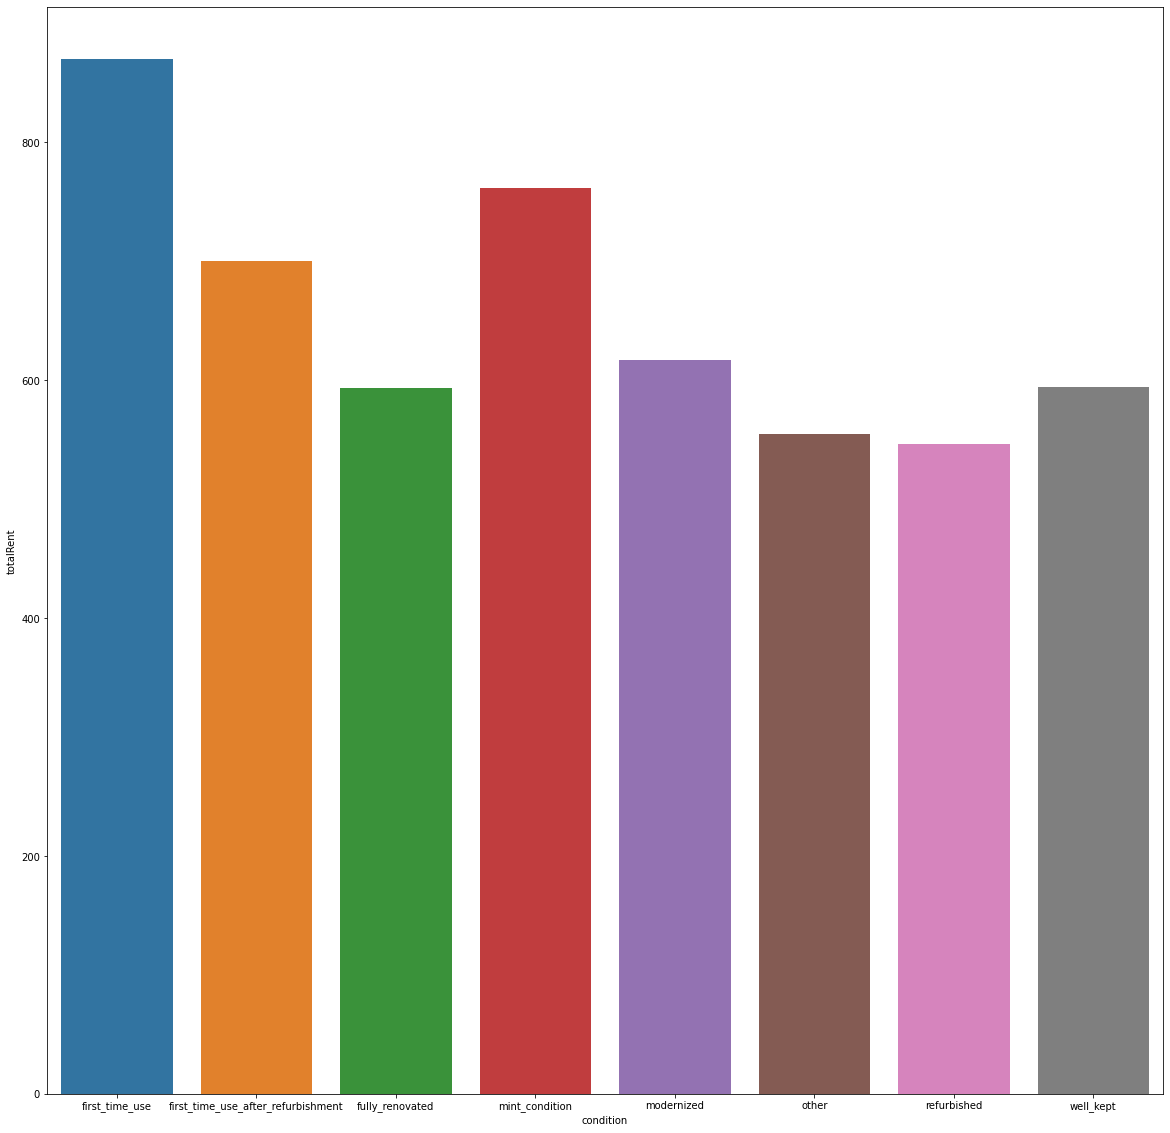 totalRent
800
600
400
200
0
first_time_use first_time_use_after_refurbishment fully_renovated mint_condition modernized other refurbished well_kept
condition